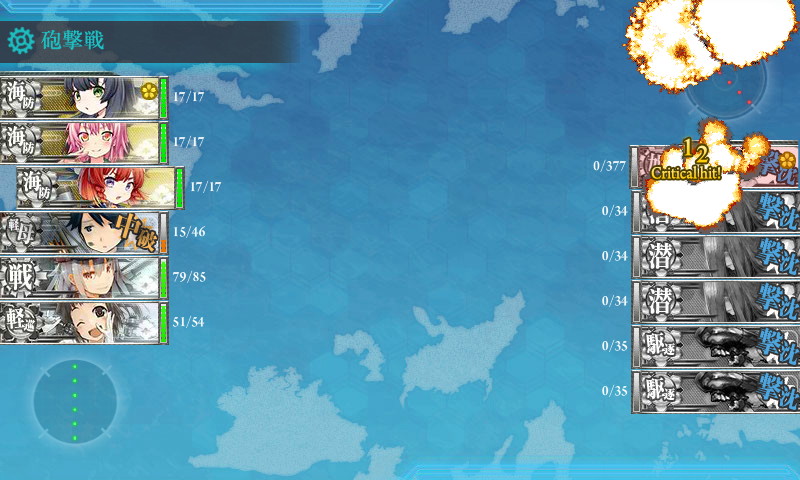 砲撃戦
海防
17/17
海防
17/17
海防
17/17
戦母
中破
15/46
戦
79/85
軽巡
51/54
0/377
12
Critical hit!
撃沈
0/34
撃沈
0/34
潜
撃沈
0/34
潜
撃沈
0/35
駆逐
撃沈
0/35
駆逐
撃沈